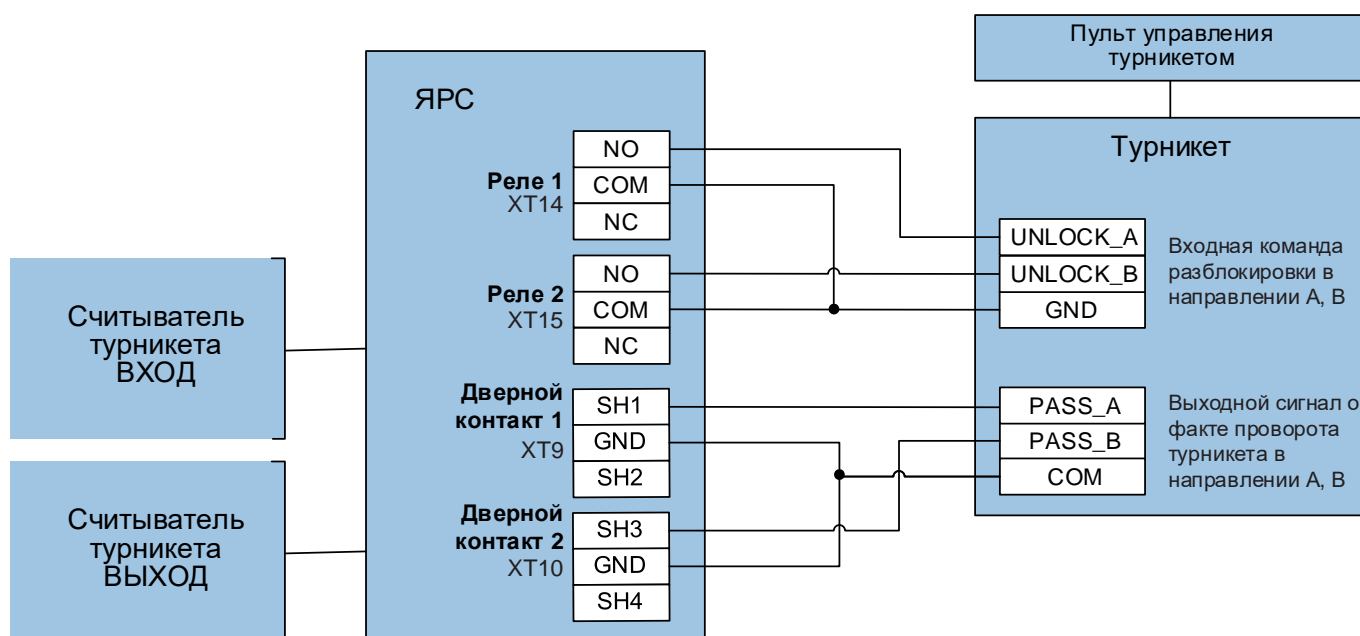 Пульт управления
турникетом
ЯРС
Турникет
Реле 1
XT14
NO
COM
NC
Реле 2
XT15
NO
COM
NC
Дверной
контакт 1
XT9
SH1
GND
SH2
Дверной
контакт 2
XT10
SH3
GND
SH4
UNLOCK_A
UNLOCK_B
GND
Входная команда
разблокировки в
направлении А, В
PASS_A
PASS_B
COM
Выходной сигнал о
факте проворота
турникета в
направлении А, В
Считыватель
турникета
ВХОД
Считыватель
турникета
ВЫХОД